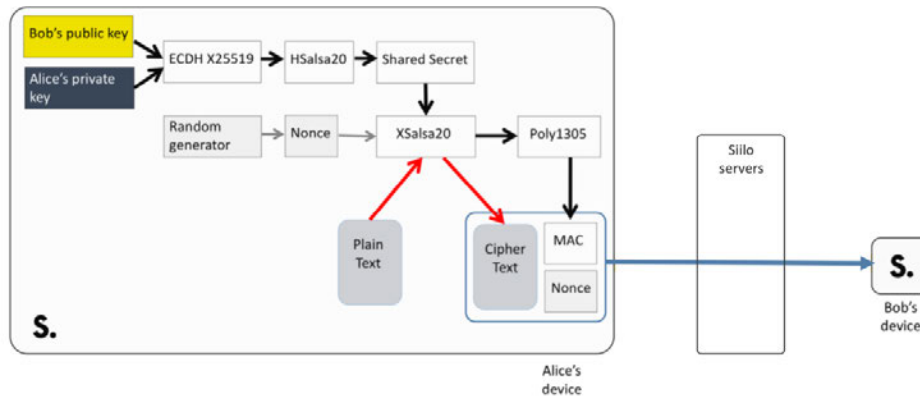 Bob's public key
Alice's private
key
ECDH X25519
HSalsa20
Shared Secret
Random
generator
Nonce
XSalsa20
Poly1305
Siilo
servers
Plain
Text
Cipher
Text
MAC
Nonce
S.
S.
Bob's
device
Alice's
device